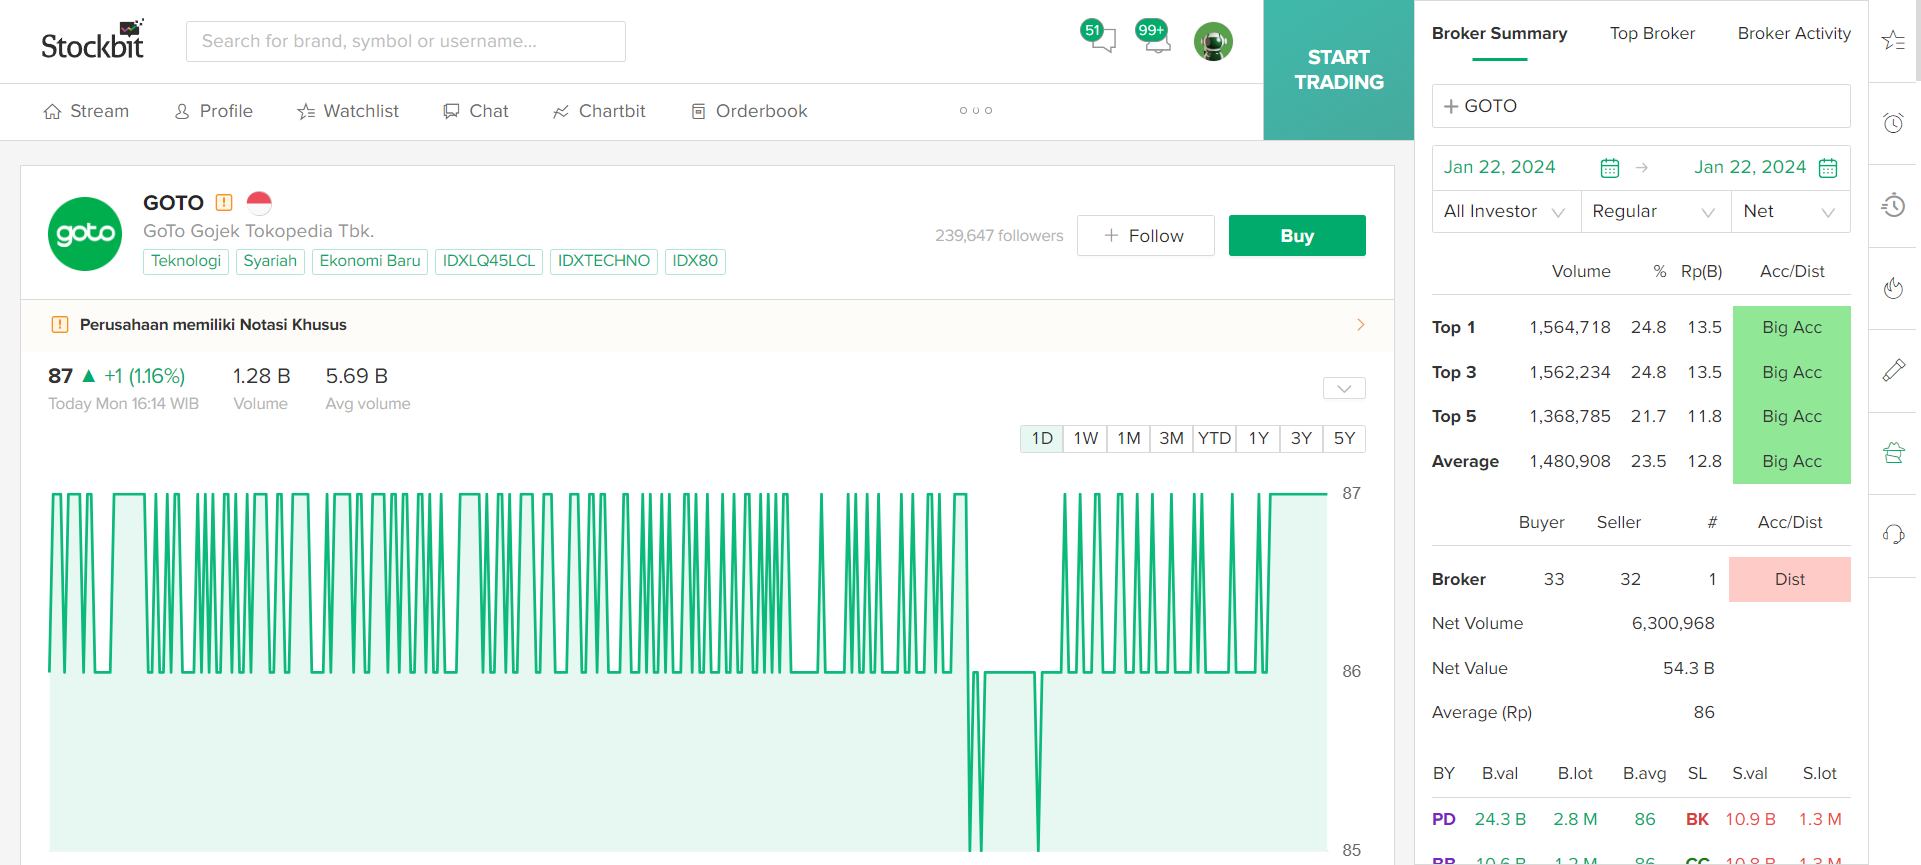 Stockbit
Search for brand, symbol or username...
51
99+
START
TRADING
Stream Profile Watchlist Chat Chartbit Orderbook
goto
GOTO
GoTo Gojek Tokopedia Tbk.
Teknologi Syariah Ekonomi Baru IDXLQ45LCL IDXTECHNO IDX80
239,647 followers
+ Follow
Buy
Perusahaan memiliki Notasi Khusus
87 ▲ +1 (1.16%) 1.28 B 5.69 B
Today Mon 16:14 WIB Volume Avg volume
1D 1W 1M 3M YTD 1Y 3Y 5Y
87
86
85
Broker Summary Top Broker Broker Activity
+ GOTO
Jan 22, 2024 → Jan 22, 2024
All Investor Regular Net
Volume % Rp(B) Acc/Dist
Top 1 1,564,718 24.8 13.5 Big Acc
Top 3 1,562,234 24.8 13.5 Big Acc
Top 5 1,368,785 21.7 11.8 Big Acc
Average 1,480,908 23.5 12.8 Big Acc
Buyer Seller # Acc/Dist
Broker 33 32 1 Dist
Net Volume 6,300,968
Net Value 54.3 B
Average (Rp) 86
BY B.val B.lot B.avg SL S.val S.lot
PD 24.3 B 2.8 M 86 BK 10.9 B 1.3 M